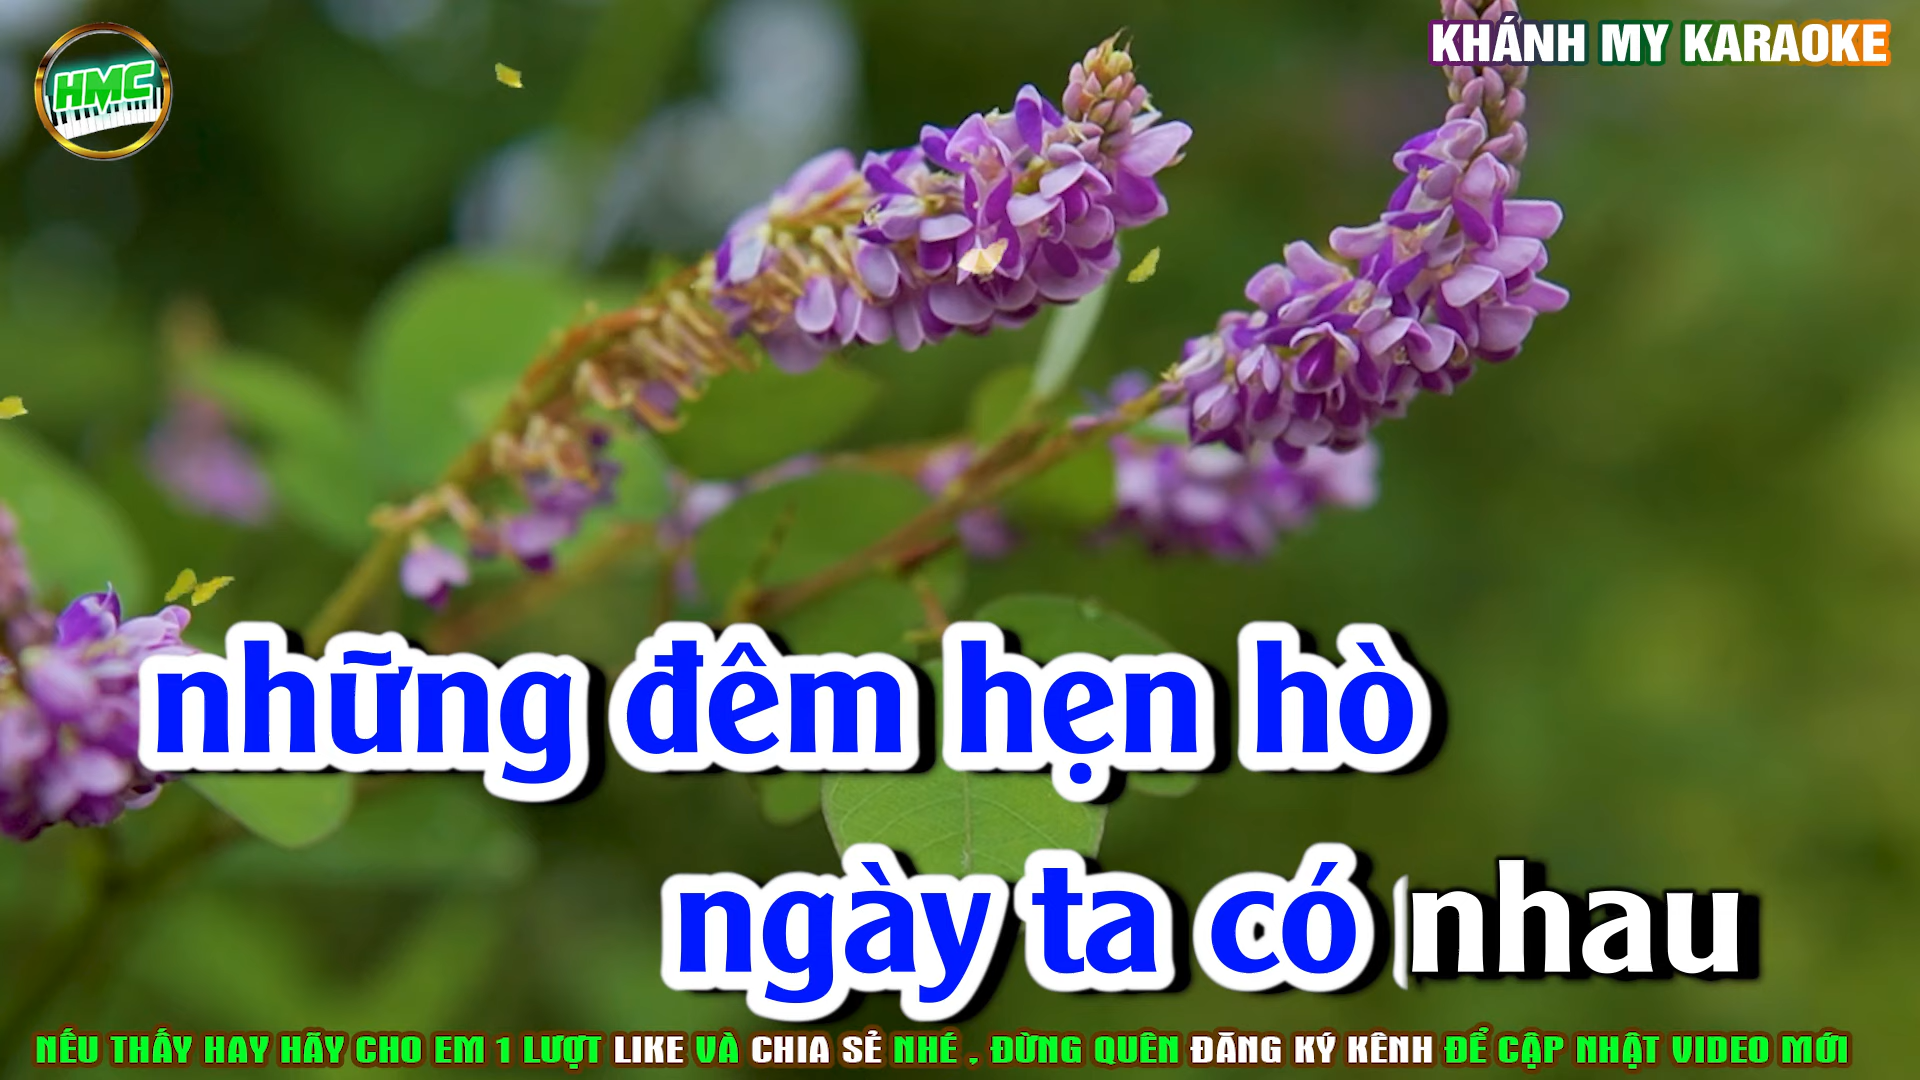 HMC
KHÁNH MY KARAOKE
những đêm hẹn hò
ngày ta có nhau
NẾU THẤY HAY HÃY CHO EM 1 LƯỢT LIKE VÀ CHIA SẺ NHÉ , ĐỪNG QUÊN ĐĂNG KÝ KÊNH ĐỂ CẬP NHẬT VIDEO MỚI